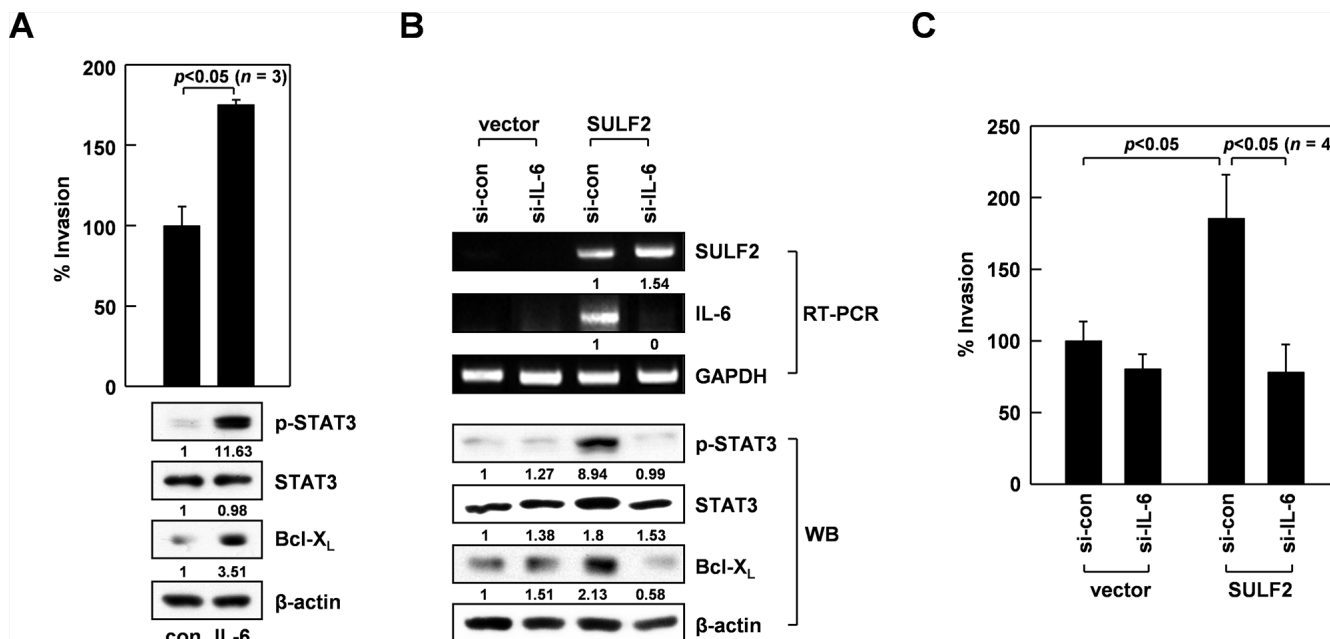 A
200
150
100
50
0
% Invasion
p<0.05 (n = 3)
p-STAT3
1 11.63
STAT3
1 0.98
Bcl-XL
1 3.51
β-actin
con IL-6
B
vector SULF2
si-con si-IL-6 si-con si-IL-6
SULF2
1 1.54
IL-6
1 0
GAPDH
RT-PCR
p-STAT3
1 1.27 8.94 0.99
STAT3
1 1.38 1.8 1.53
Bcl-XL
1 1.51 2.13 0.58
β-actin
WB
C
250
200
150
100
50
0
% Invasion
p<0.05
p<0.05 (n = 4
si-con si-IL-6 si-con si-IL-6
vector SULF2